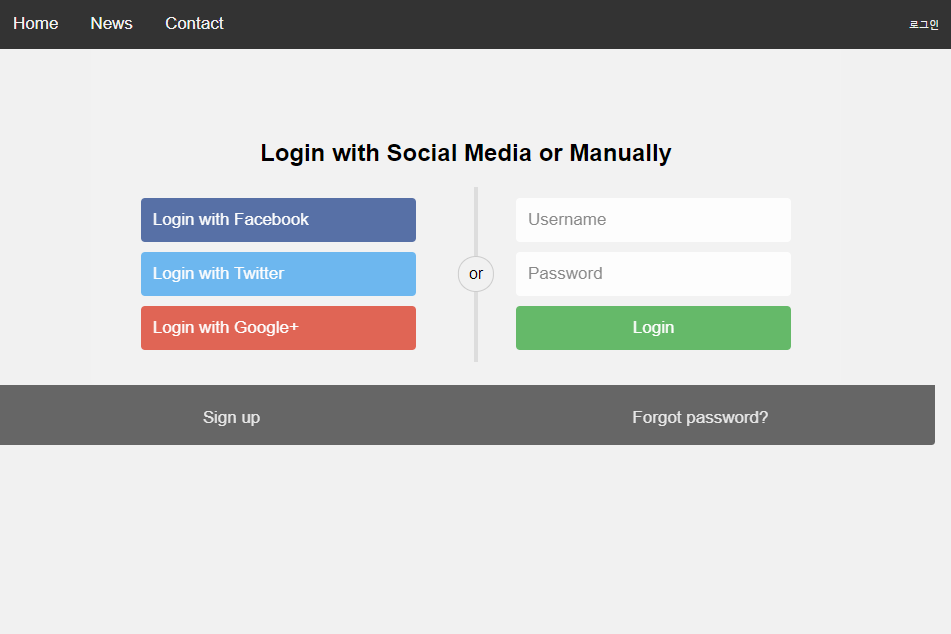 Home News Contact 로그인
Login with Social Media or Manually
Login with Facebook
Login with Twitter
Login with Google+
or
Username
Password
Login
Sign up Forgot password?